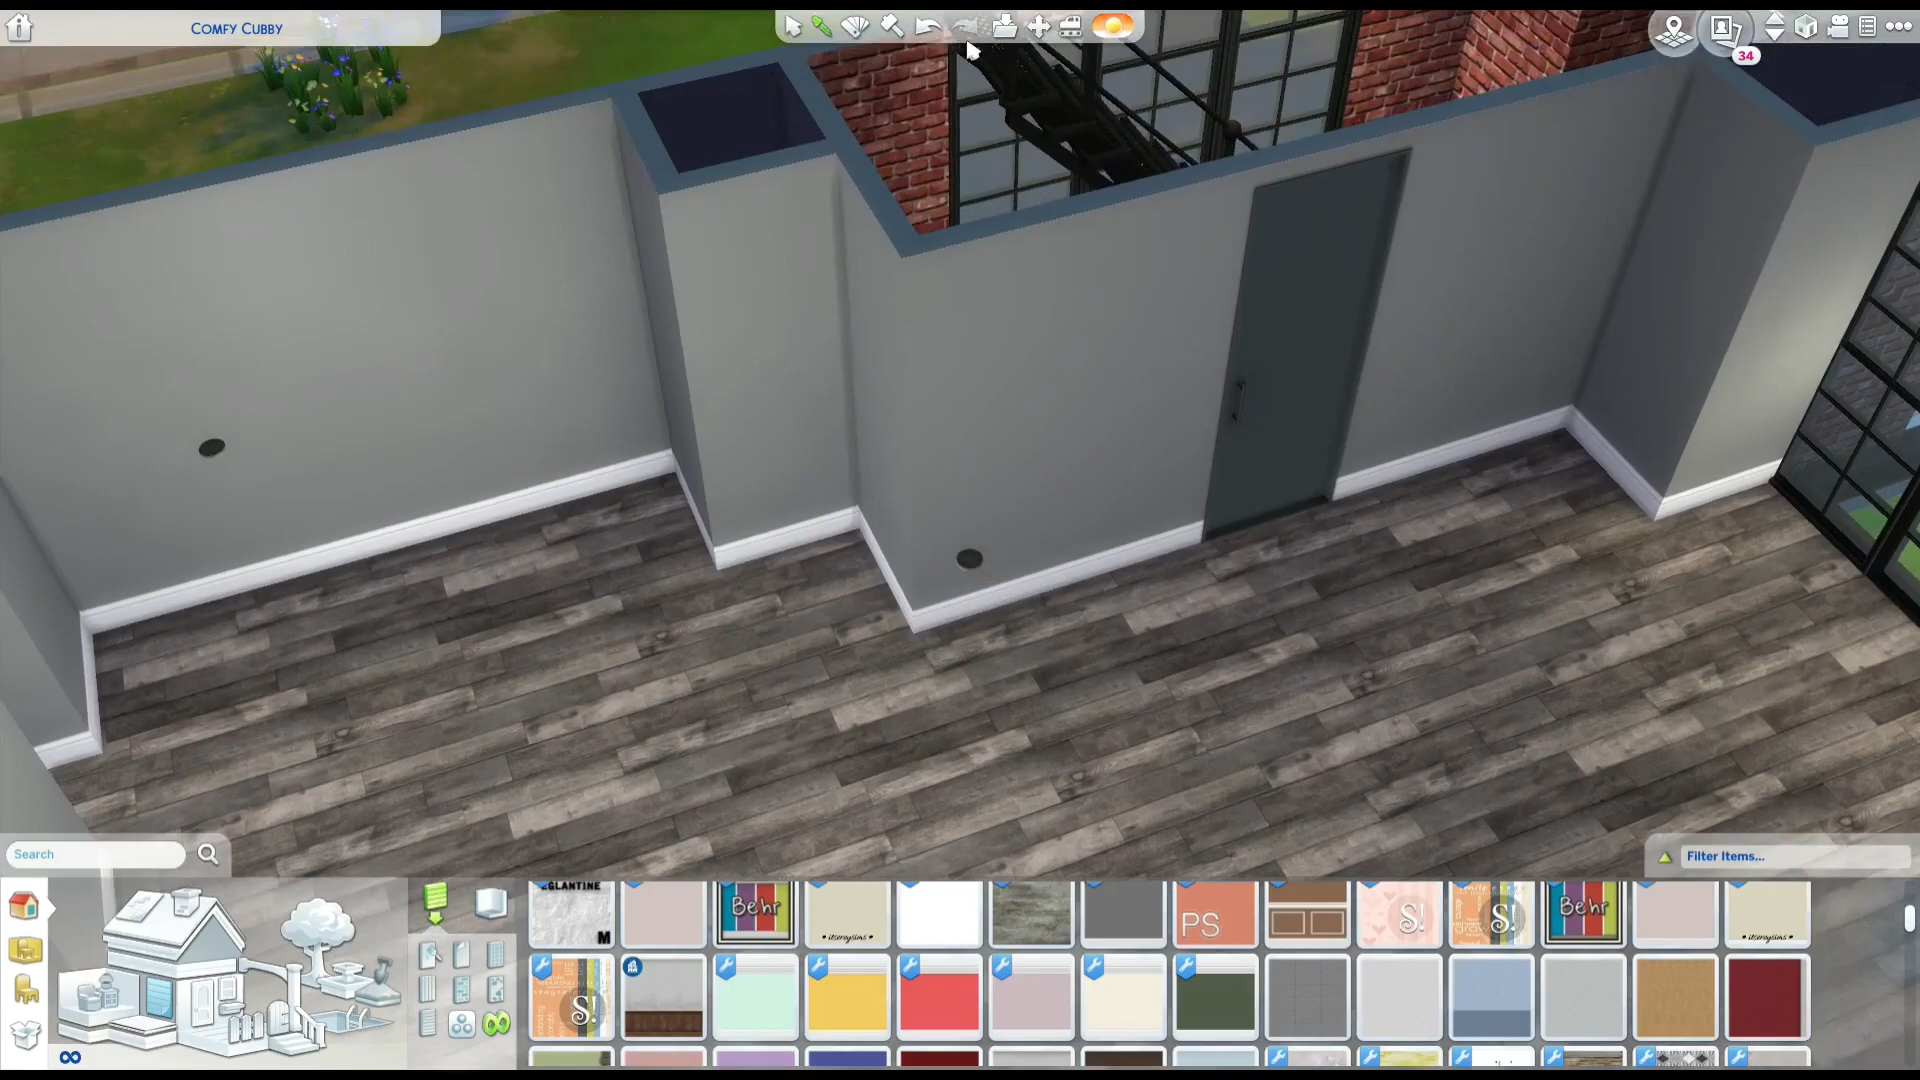 COMFY CUBBY
34
Search
Filter Items...
EGLANTINE
M
Behr
PS
S!
S!
Behr
S!